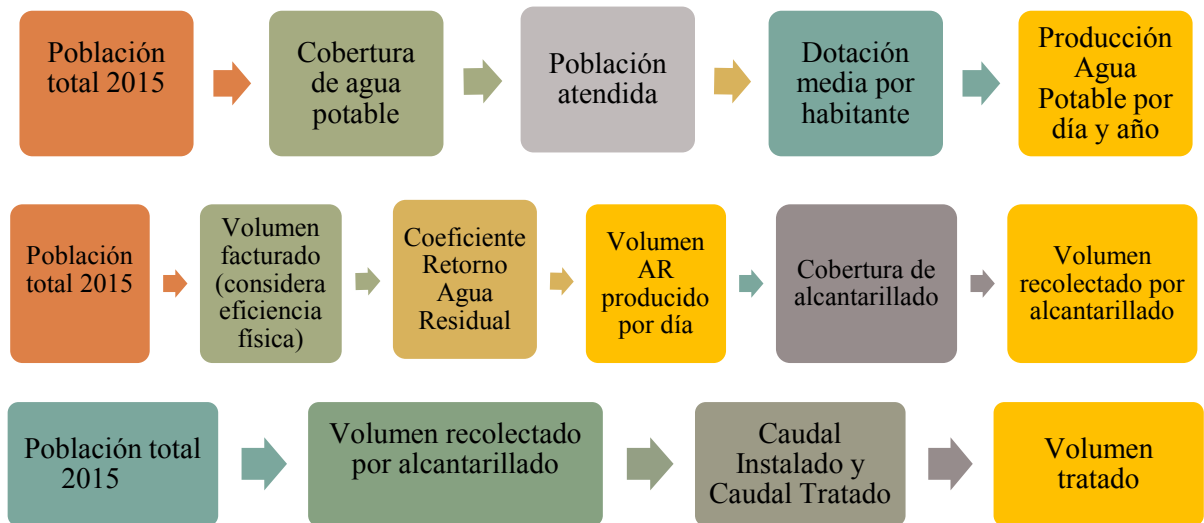 Población
total 2015
Cobertura
de agua
potable
Población
atendida
Dotación
media por
habitante
Producción
Agua
Potable por
día y año
Población
total 2015
Volumen
facturado
(considera
eficiencia
física)
Coeficiente
Retorno
Agua
Residual
Volumen
AR
producido
por día
Cobertura de
alcantarillado
Volumen
recolectado por
alcantarillado
Población total
2015
Volumen recolectado
por alcantarillado
Caudal
Instalado y
Caudal Tratado
Volumen
tratado